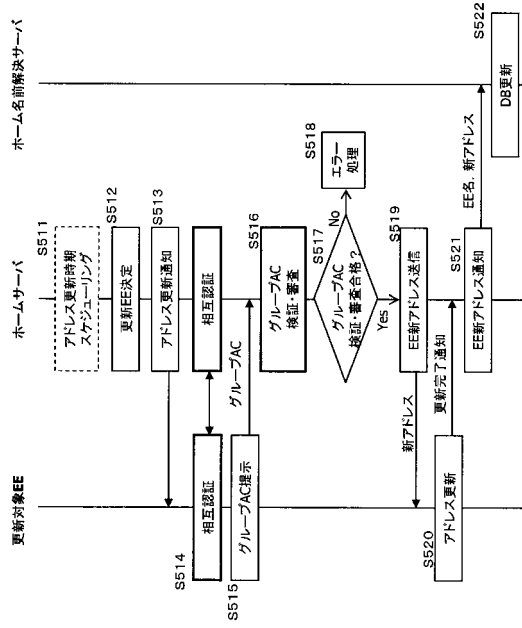 更新対象EE
ホームサーバ
ホーム名前解決サーバ
S511
アドレス更新時期
スケジューリング
S512
更新EE決定
S513
アドレス更新通知
S514
相互認証
相互認証
S515
グループAC提示
グループAC
S516
グループAC
検証・審査
S517
グループAC
検証・審査合格?
No
S518
エラー
処理
Yes
S519
EE新アドレス送信
新アドレス
S520
アドレス更新
更新完了通知
S521
EE新アドレス通知
EE名, 新アドレス
S522
DB更新